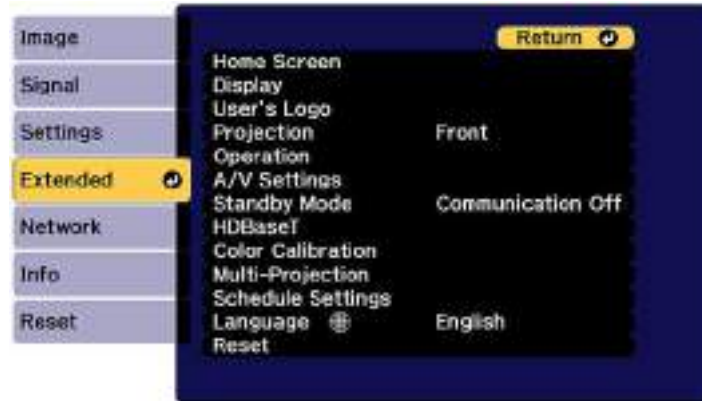 Image
Signal
Settings
Extended
Network
Info
Reset
Return
Home Screen
Display
User's Logo
Projection Front
Operation
A/V Settings
Standby Mode Communication Off
HDBaseT
Color Calibration
Multi-Projection
Schedule Settings
Language English
Reset